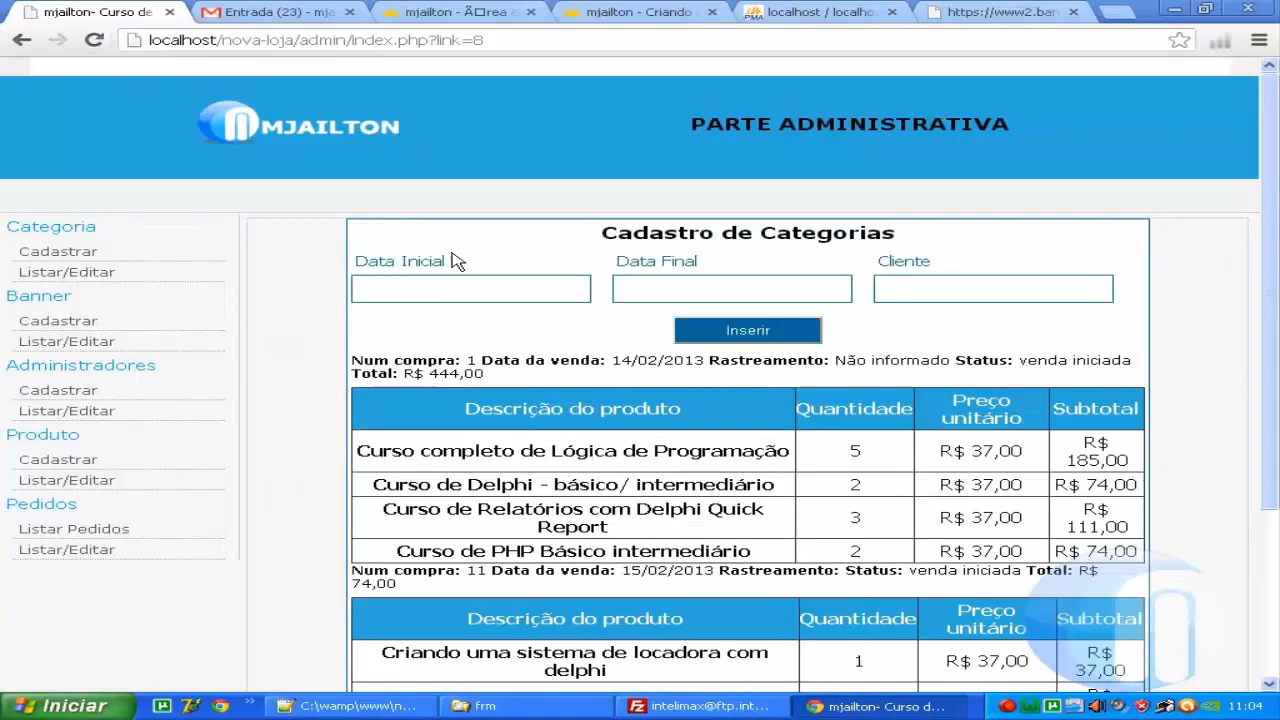 mjailton- Curso de
Entrada (23) - mja
mjailton - Ã□rea
mjailton - Criando
localhost / localho
https://www2.ban
localhost/nova-loja/admin/index.php?link=8
MJAILTON
PARTE ADMINISTRATIVA
Categoria
Cadastrar
Listar/Editar
Banner
Cadastrar
Listar/Editar
Administradores
Cadastrar
Listar/Editar
Produto
Cadastrar
Listar/Editar
Pedidos
Listar Pedidos
Listar/Editar
Cadastro de Categorias
Data Inicial
Data Final
Cliente
Inserir
Num compra: 1 Data da venda: 14/02/2013 Rastreamento: Não informado Status: venda iniciada
Total: R$ 444,00
Descrição do produto Quantidade Preço unitário Subtotal
Curso completo de Lógica de Programação 5 R$ 37,00 R$ 185,00
Curso de Delphi - básico/ intermediário 2 R$ 37,00 R$ 74,00
Curso de Relatórios com Delphi Quick Report 3 R$ 37,00 R$ 111,00
Curso de PHP Básico intermediário 2 R$ 37,00 R$ 74,00
Num compra: 11 Data da venda: 15/02/2013 Rastreamento: Status: venda iniciada Total: R$
74,00
Descrição do produto Quantidade Preço unitário Subtotal
Criando uma sistema de locadora com delphi 1 R$ 37,00 R$ 37,00
Iniciar
C:\wamp\www\n...
frm
intelimax@ftp.int...
mjailton- Curso d...
11:04